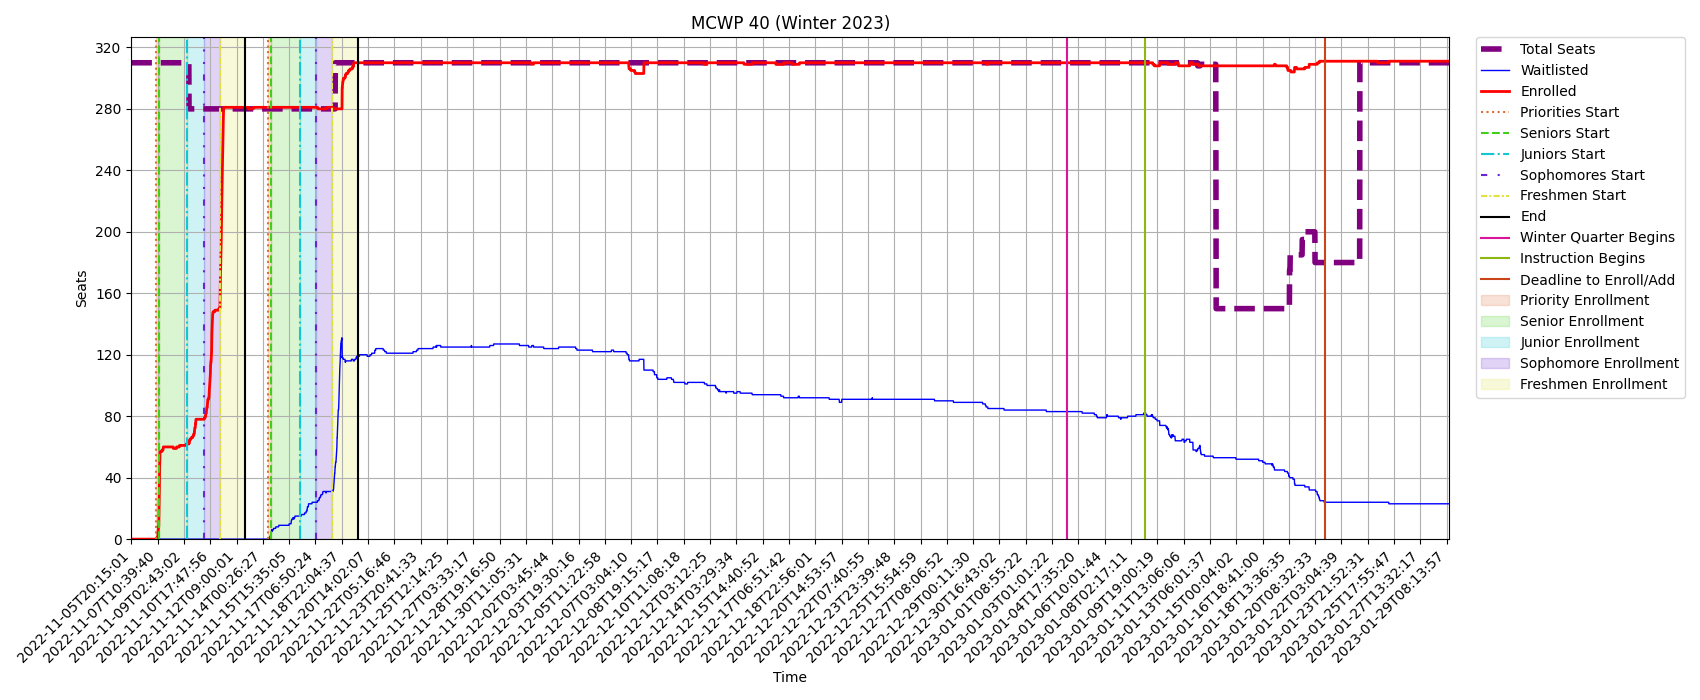 MCWP 40 (Winter 2023)
Seats
320
280
240
200
160
120
80
40
0
2022-11-05T20:15:01
2022-11-07T10:39:40
2022-11-09T02:43:02
2022-11-10T17:47:56
2022-11-12T09:00:01
2022-11-14T00:26:27
2022-11-15T15:35:05
2022-11-17T06:50:24
2022-11-18T22:04:37
2022-11-20T14:02:07
2022-11-22T05:16:46
2022-11-23T20:41:33
2022-11-25T12:14:25
2022-11-27T03:33:17
2022-11-28T19:16:50
2022-11-30T11:05:31
2022-12-02T03:45:44
2022-12-03T19:30:16
2022-12-05T11:22:58
2022-12-07T03:04:10
2022-12-08T19:15:17
2022-12-10T11:08:18
2022-12-12T03:12:25
2022-12-14T03:29:34
2022-12-15T14:40:52
2022-12-17T06:51:42
2022-12-18T22:56:01
2022-12-20T14:53:57
2022-12-22T07:40:55
2022-12-23T23:39:48
2022-12-25T15:54:59
2022-12-27T08:06:52
2022-12-29T00:11:30
2022-12-30T16:43:02
2023-01-01T08:55:22
2023-01-03T01:01:22
2023-01-04T17:35:20
2023-01-06T10:01:44
2023-01-08T02:17:11
2023-01-09T19:00:19
2023-01-11T13:06:06
2023-01-13T06:01:37
2023-01-15T00:04:02
2023-01-16T18:41:00
2023-01-18T13:36:35
2023-01-20T08:32:33
2023-01-22T03:04:39
2023-01-23T21:52:31
2023-01-25T17:55:47
2023-01-27T13:32:17
2023-01-29T08:13:57
Time
Total Seats
Waitlisted
Enrolled
Priorities Start
Seniors Start
Juniors Start
Sophomores Start
Freshmen Start
End
Winter Quarter Begins
Instruction Begins
Deadline to Enroll/Add
Priority Enrollment
Senior Enrollment
Junior Enrollment
Sophomore Enrollment
Freshmen Enrollment